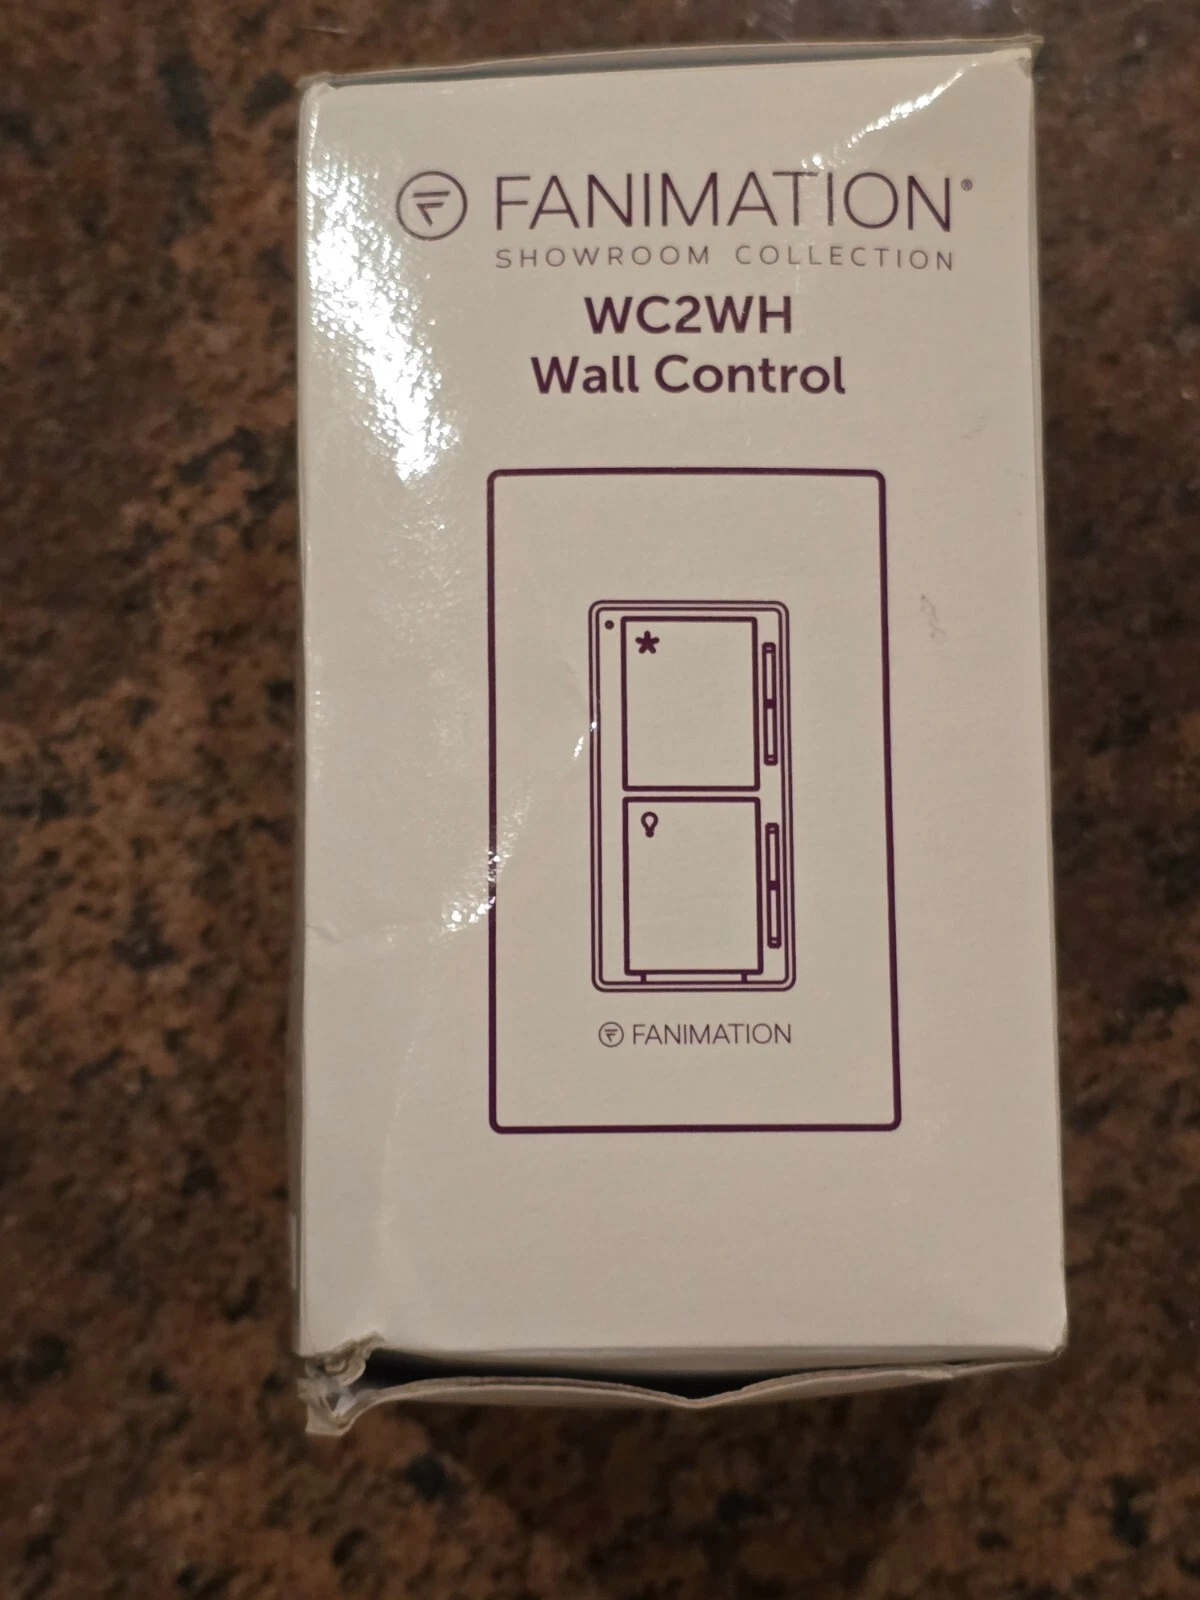 FANIMATION®
SHOWROOM COLLECTION
WC2WH
Wall Control
FANIMATION